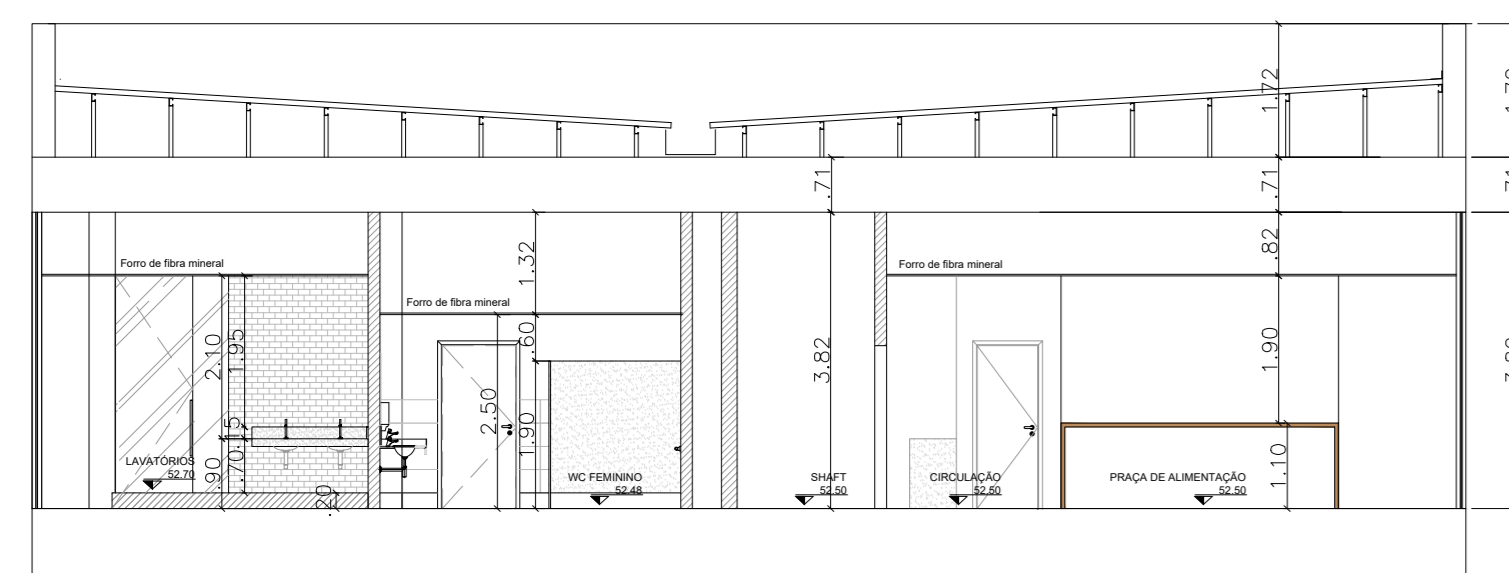 1.72
.71
.71
1.32
.82
Forro de fibra mineral
Forro de fibra mineral
Forro de fibra mineral
.60
2.10
1.95
3.82
1.90
2.50
1.90
.15
.90
.70
1.10
.20
LAVATÓRIOS
52.70
WC FEMININO
52.48
SHAFT
52.50
CIRCULAÇÃO
52.50
PRAÇA DE ALIMENTAÇÃO
52.50